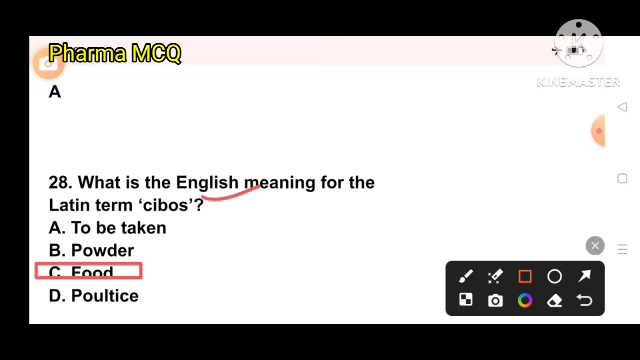 Pharma MCQ
KINEMASTER
A
28. What is the English meaning for the
Latin term ‘cibos’?
A. To be taken
B. Powder
C. Food
D. Poultice